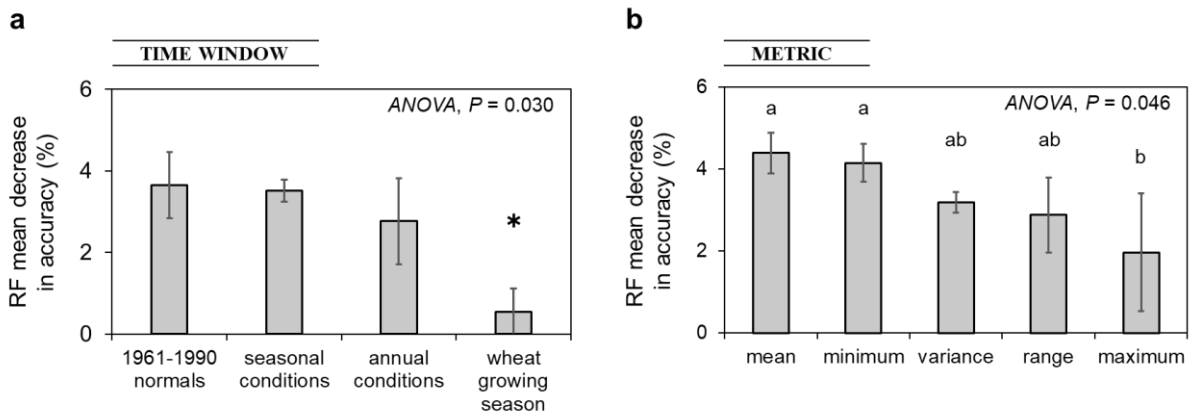 a
TIME WINDOW
RF mean decrease
in accuracy (%)
6
4
2
0
ANOVA, P = 0.030
*
1961-1990
normals
seasonal
conditions
annual
conditions
wheat
growing
season
b
METRIC
RF mean decrease
in accuracy (%)
6
4
2
0
ANOVA, P = 0.046
a
a
ab
ab
b
mean
minimum
variance
range
maximum